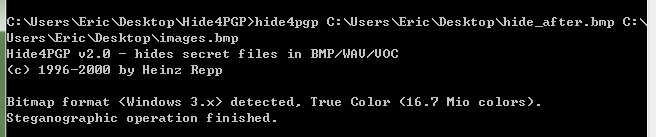 C:\Users\Eric\Desktop\Hide4PGP>hide4pgp C:\Users\Eric\Desktop\hide_after.bmp C:\
Users\Eric\Desktop\images.bmp
Hide4PGP v2.0 - hides secret files in BMP/WAV/VOC
(c) 1996-2000 by Heinz Repp
Bitmap format <Windows 3.x> detected, True Color (16.7 Mio colors).
Steganographic operation finished.